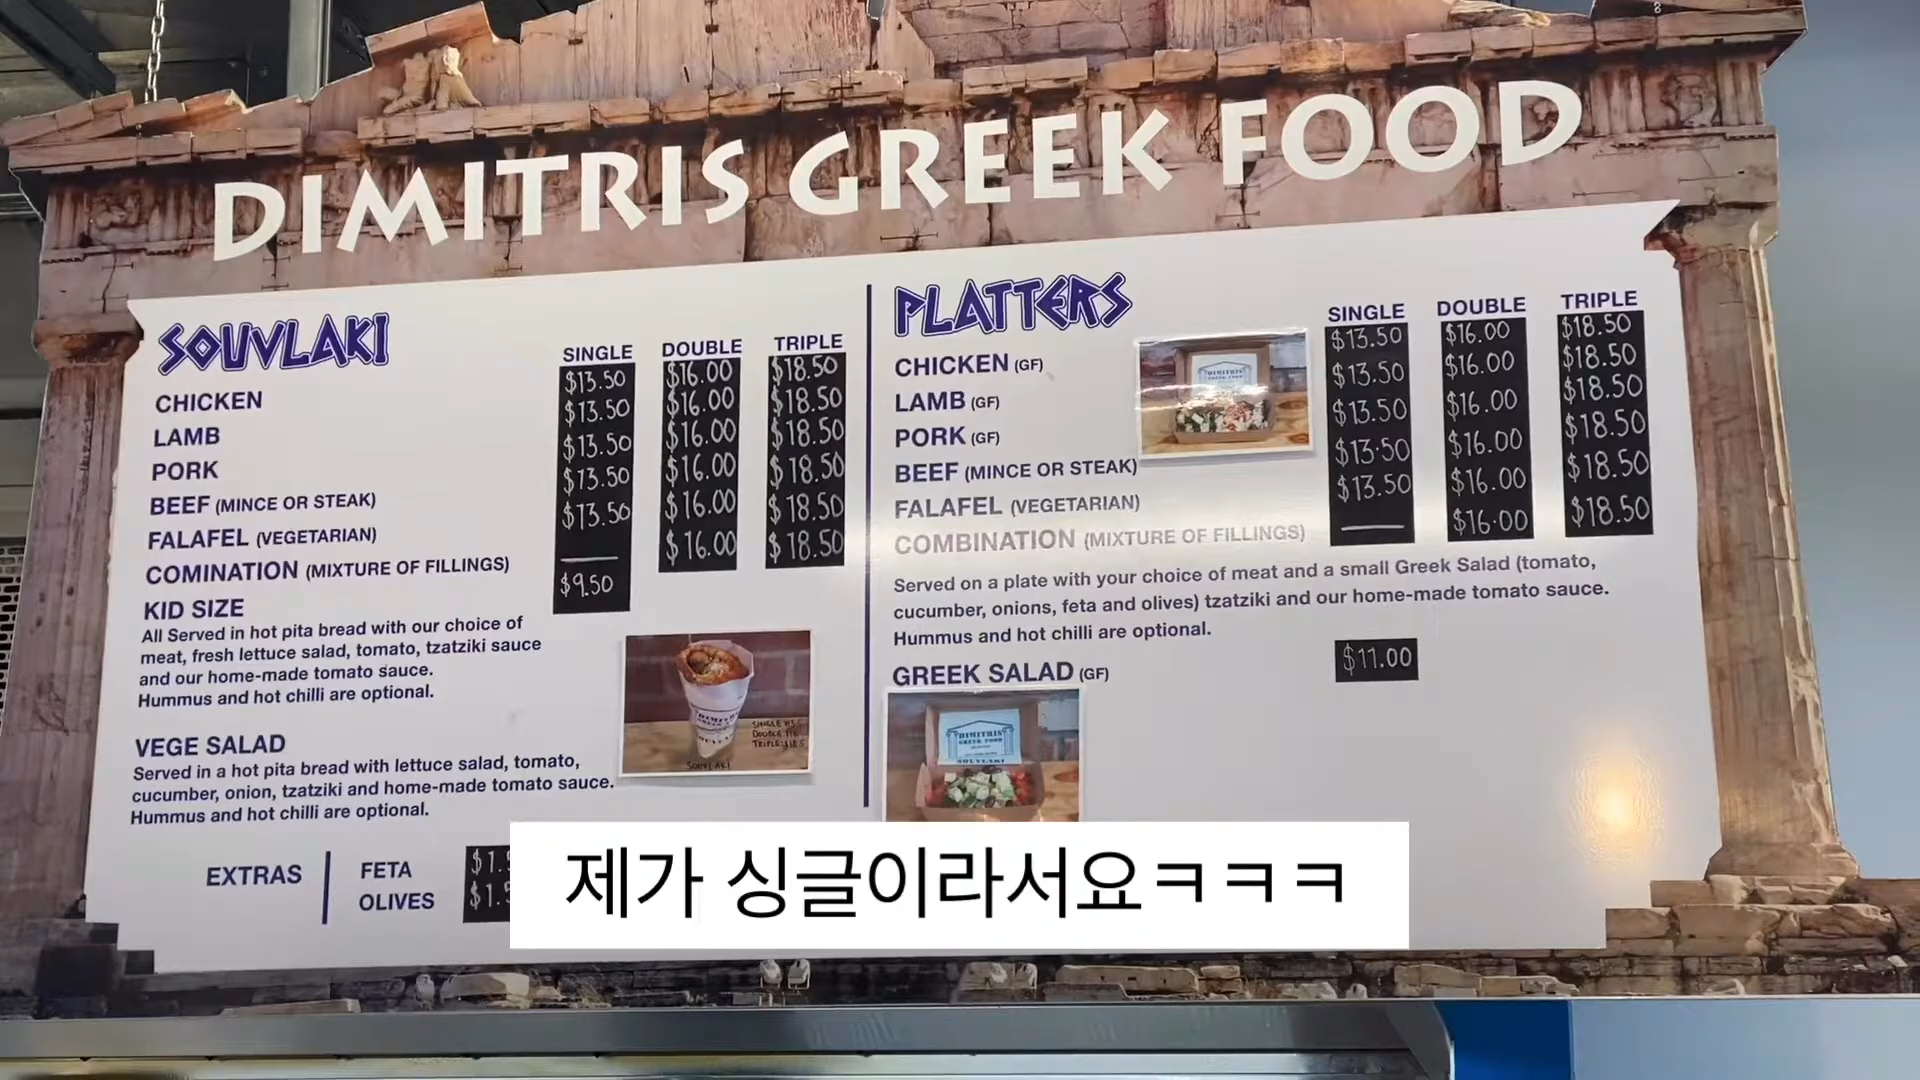 DIMITRIS GREEK FOOD
SOUVLAKI
SINGLE DOUBLE TRIPLE
CHICKEN $13.50 $16.00 $18.50
LAMB $13.50 $16.00 $18.50
PORK $13.50 $16.00 $18.50
BEEF (MINCE OR STEAK) $13.50 $16.00 $18.50
FALAFEL (VEGETARIAN) $13.50 $16.00 $18.50
COMINATION (MIXTURE OF FILLINGS) $16.00 $18.50
KID SIZE $9.50
All Served in hot pita bread with our choice of
meat, fresh lettuce salad, tomato, tzatziki sauce
and our home-made tomato sauce.
Hummus and hot chilli are optional.
VEGE SALAD
Served in a hot pita bread with lettuce salad, tomato,
cucumber, onion, tzatziki and home-made tomato sauce.
Hummus and hot chilli are optional.
SOUVLAKI
EXTRAS
FETA
OLIVES
PLATTERS
SINGLE DOUBLE TRIPLE
CHICKEN (GF) $13.50 $16.00 $18.50
LAMB (GF) $13.50 $16.00 $18.50
PORK (GF) $13.50 $16.00 $18.50
BEEF (MINCE OR STEAK) $13.50 $16.00 $18.50
FALAFEL (VEGETARIAN) $13.50 $16.00 $18.50
COMBINATION (MIXTURE OF FILLINGS) $16.00 $18.50
Served on a plate with your choice of meat and a small Greek Salad (tomato,
cucumber, onions, feta and olives) tzatziki and our home-made tomato sauce.
Hummus and hot chilli are optional.
GREEK SALAD (GF) $11.00
DIMITRIS
GREEK FOOD
SOUVLAKI
제가 싱글이라서요ㅋㅋㅋ